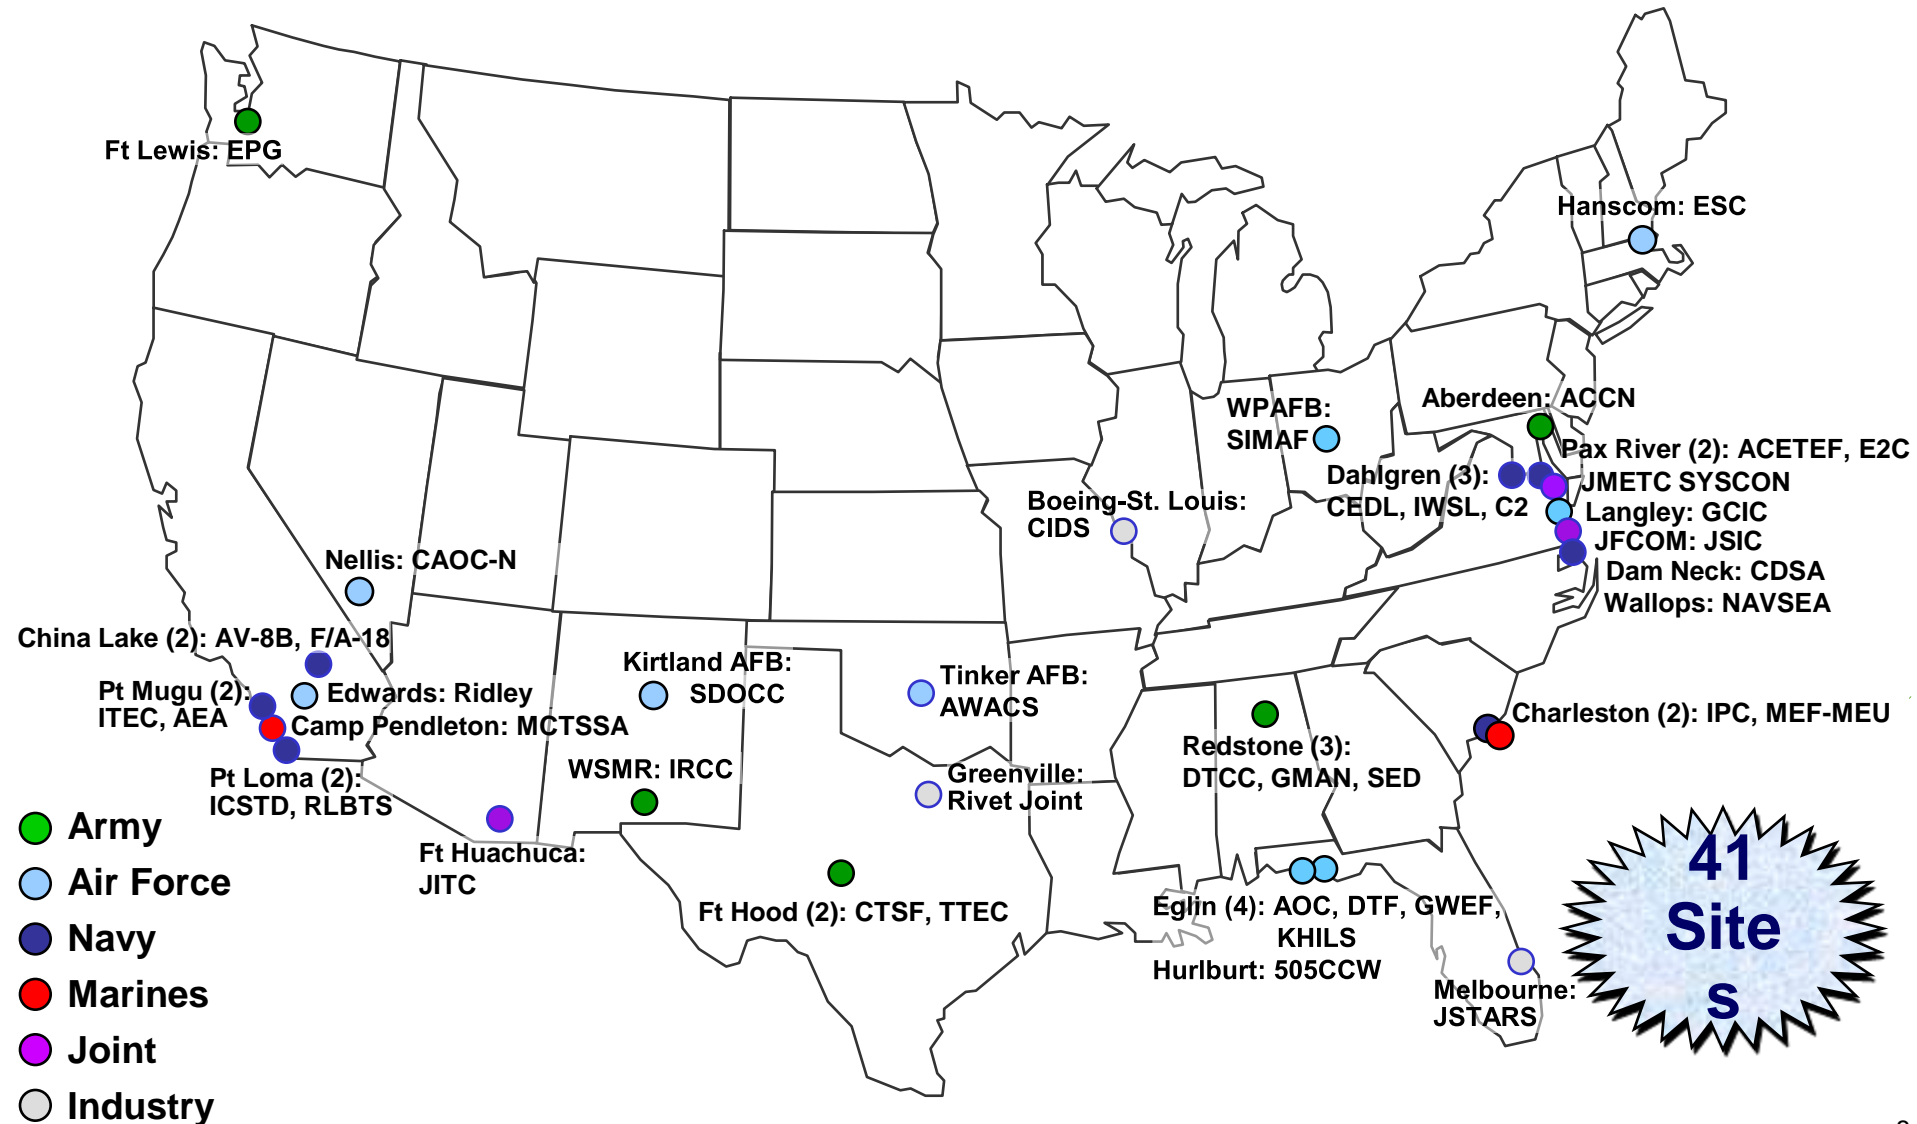 Ft Lewis: EPG
Hanscom: ESC
Aberdeen: ACCN
WPAFB:
SIMAF
Pax River (2): ACETEF, E2C
Dahlgren (3):
CEDL, IWSL, C2
JMETC SYSCON
Boeing-St. Louis:
CIDS
Langley: GCIC
JFCOM: JSIC
Dam Neck: CDSA
Wallops: NAVSEA
Nellis: CAOC-N
China Lake (2): AV-8B, F/A-18
Kirtland AFB:
SDOCC
Tinker AFB:
AWACS
Pt Mugu (2):
ITEC, AEA
Edwards: Ridley
Camp Pendleton: MCTSSA
Charleston (2): IPC, MEF-MEU
Redstone (3):
DTCC, GMAN, SED
WSMR: IRCC
Pt Loma (2):
ICSTD, RLBTS
Greenville:
Rivet Joint
Ft Huachuca:
JITC
Ft Hood (2): CTSF, TTEC
Eglin (4): AOC, DTF, GWEF,
KHILS
Hurlburt: 505CCW
Melbourne:
JSTARS
41
Site
s
Army
Air Force
Navy
Marines
Joint
Industry